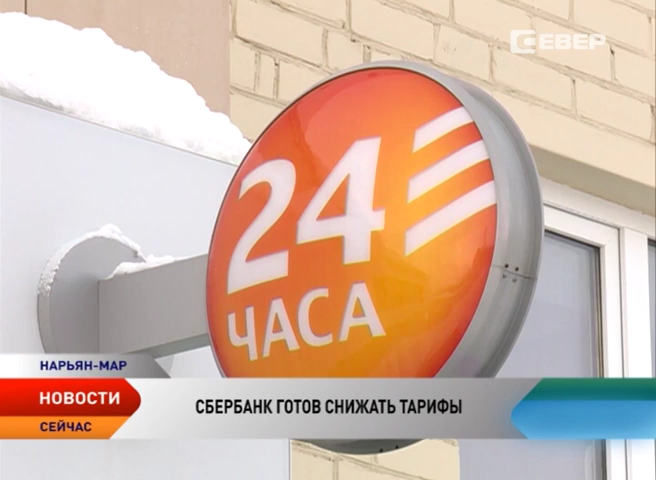 СЕВЕР
24
ЧАСА
НАРЬЯН-МАР
НОВОСТИ
СЕЙЧАС
СБЕРБАНК ГОТОВ СНИЖАТЬ ТАРИФЫ